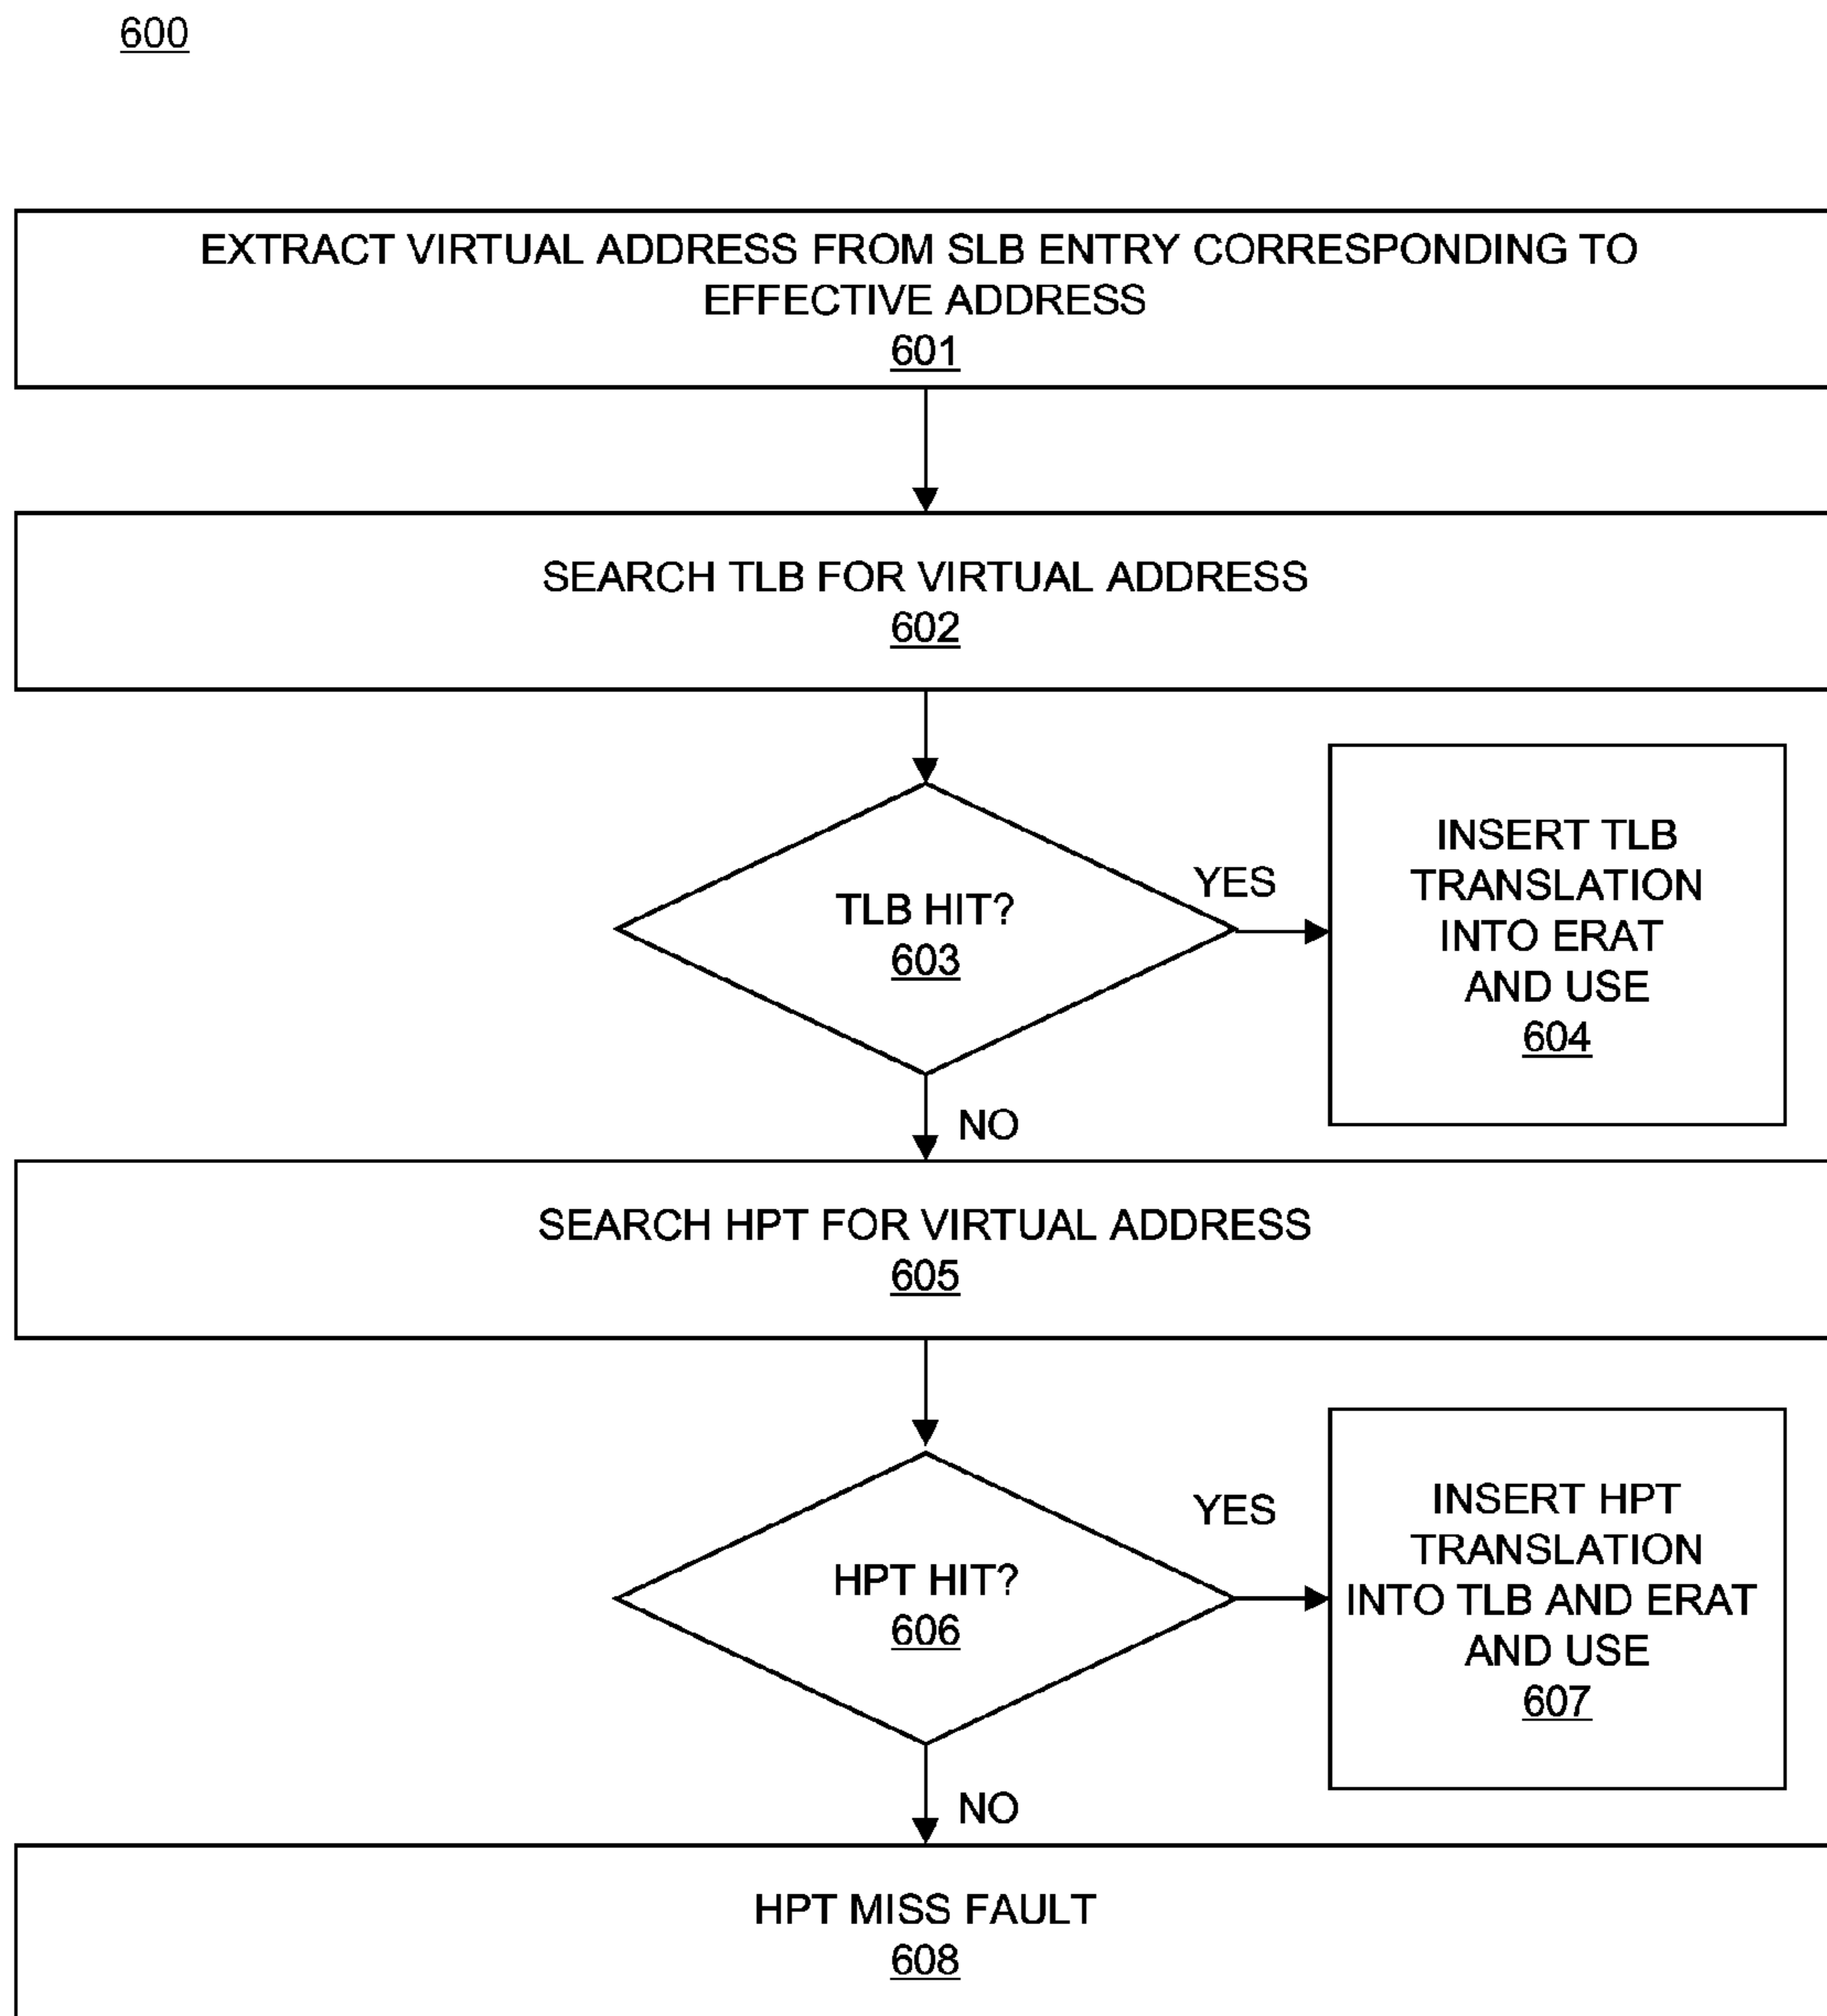 600
EXTRACT VIRTUAL ADDRESS FROM SLB ENTRY CORRESPONDING TO
EFFECTIVE ADDRESS
601
SEARCH TLB FOR VIRTUAL ADDRESS
602
TLB HIT?
603
YES
INSERT TLB
TRANSLATION
INTO ERAT
AND USE
604
NO
SEARCH HPT FOR VIRTUAL ADDRESS
605
HPT HIT?
606
YES
INSERT HPT
TRANSLATION
INTO TLB AND ERAT
AND USE
607
NO
HPT MISS FAULT
608